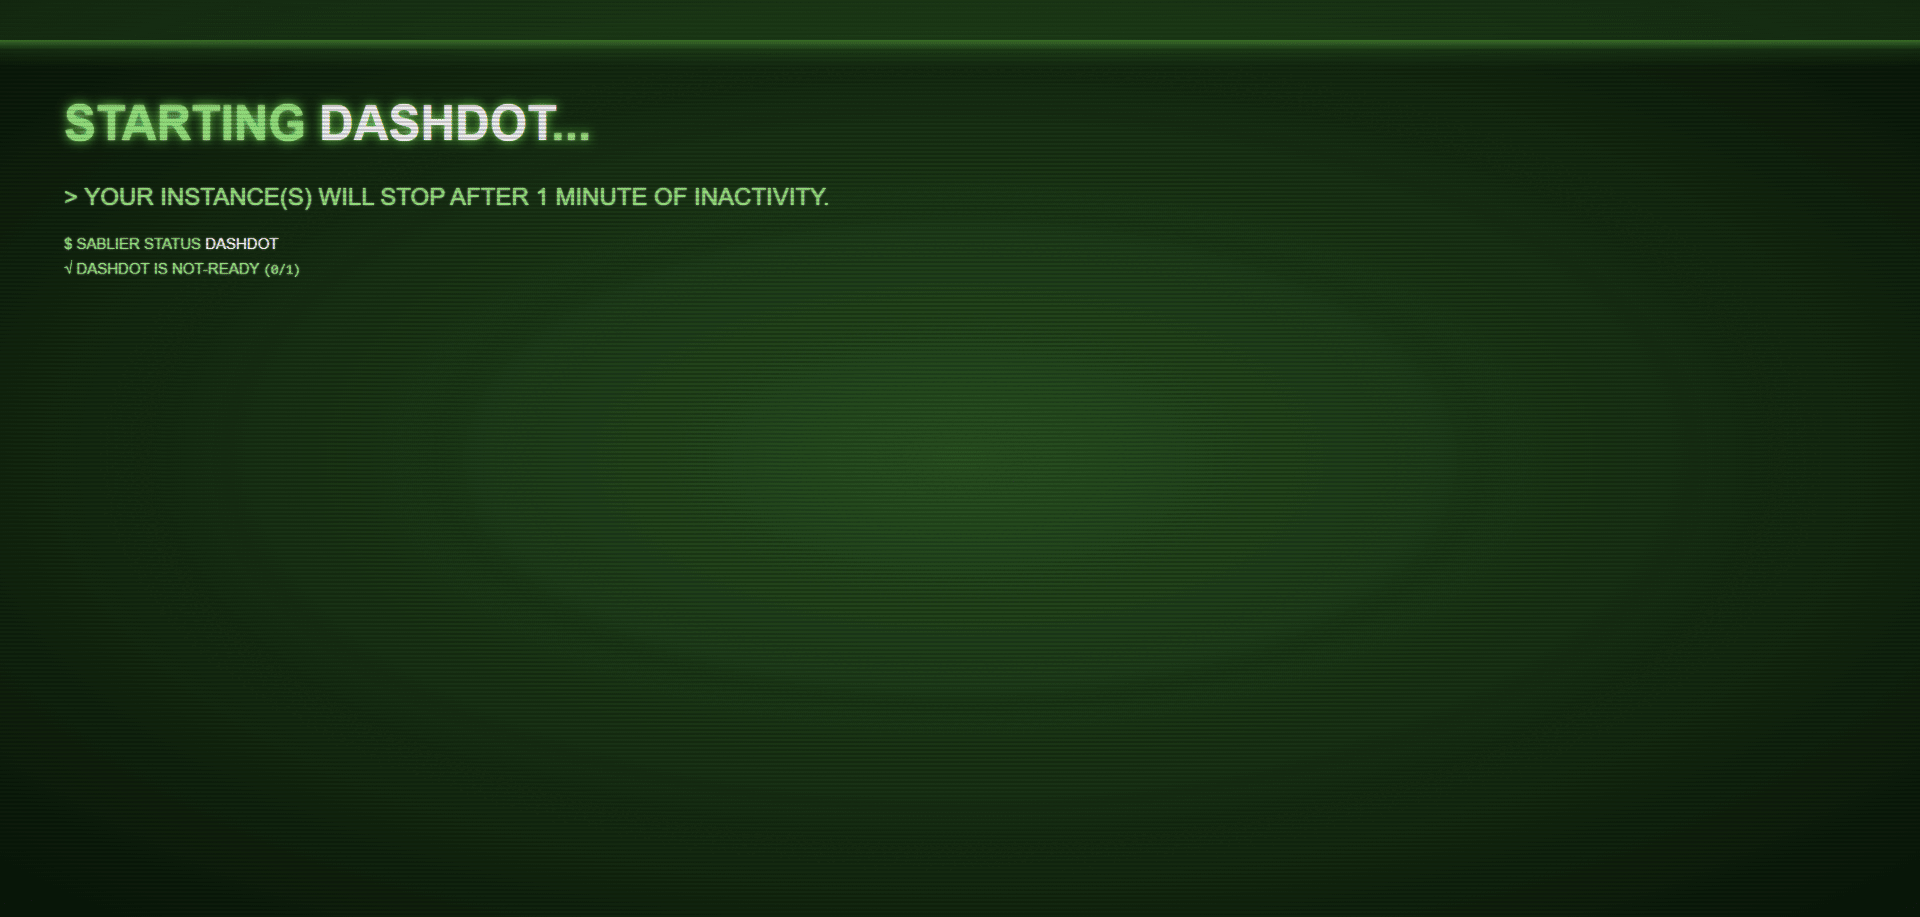 STARTING DASHDOT...
> YOUR INSTANCE(S) WILL STOP AFTER 1 MINUTE OF INACTIVITY.
$ SABLIER STATUS DASHDOT
√ DASHDOT IS NOT-READY (0/1)